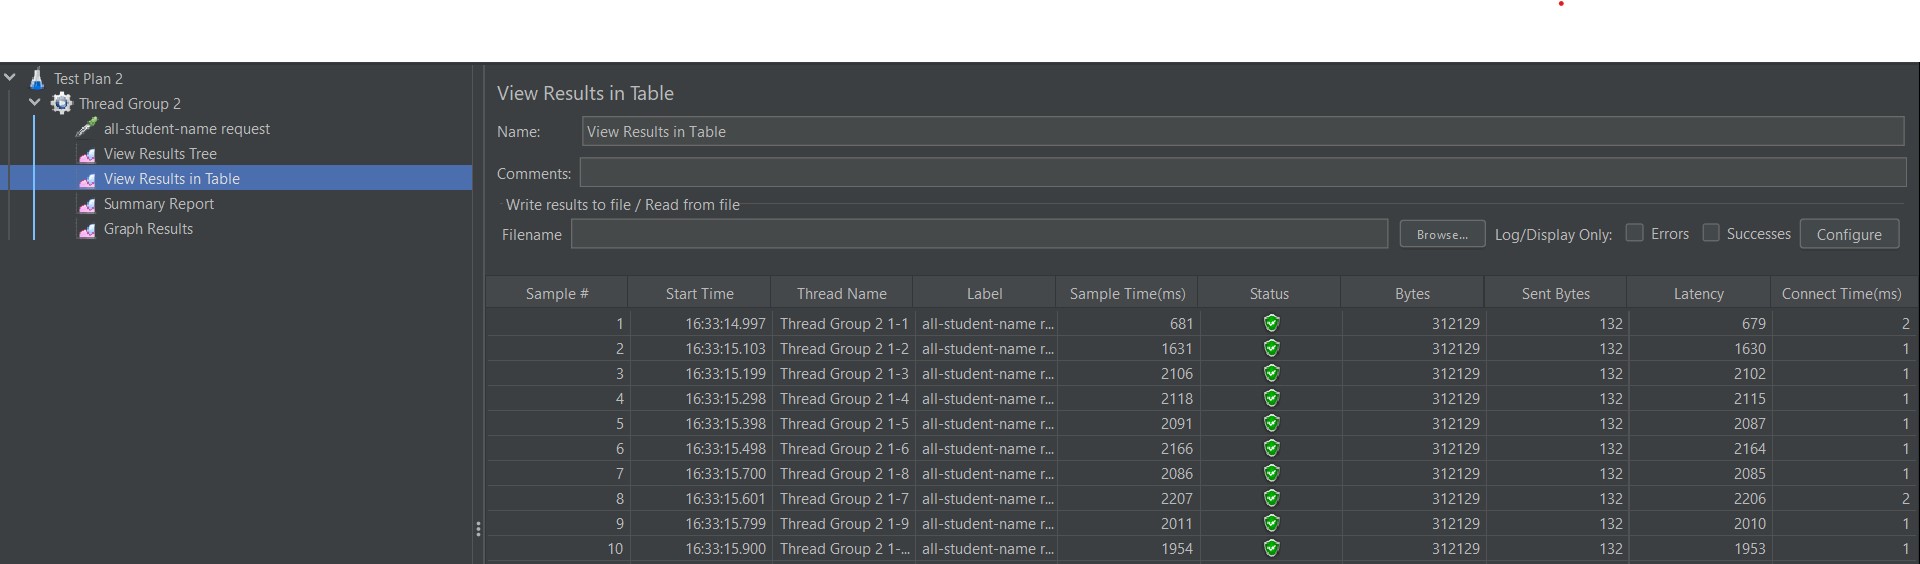 Test Plan 2
Thread Group 2
all-student-name request
View Results Tree
View Results in Table
Summary Report
Graph Results
View Results in Table
Name: View Results in Table
Comments:
Write results to file / Read from file
Filename Browse... Log/Display Only: Errors Successes Configure
Sample # Start Time Thread Name Label Sample Time(ms) Status Bytes Sent Bytes Latency Connect Time(ms)
1 16:33:14.997 Thread Group 2 1-1 all-student-name r... 681 312129 132 679 2
2 16:33:15.103 Thread Group 2 1-2 all-student-name r... 1631 312129 132 1630 1
3 16:33:15.199 Thread Group 2 1-3 all-student-name r... 2106 312129 132 2102 1
4 16:33:15.298 Thread Group 2 1-4 all-student-name r... 2118 312129 132 2115 1
5 16:33:15.398 Thread Group 2 1-5 all-student-name r... 2091 312129 132 2087 1
6 16:33:15.498 Thread Group 2 1-6 all-student-name r... 2166 312129 132 2164 1
7 16:33:15.700 Thread Group 2 1-8 all-student-name r... 2086 312129 132 2085 1
8 16:33:15.601 Thread Group 2 1-7 all-student-name r... 2207 312129 132 2206 2
9 16:33:15.799 Thread Group 2 1-9 all-student-name r... 2011 312129 132 2010 1
10 16:33:15.900 Thread Group 2 1-... all-student-name r... 1954 312129 132 1953 1